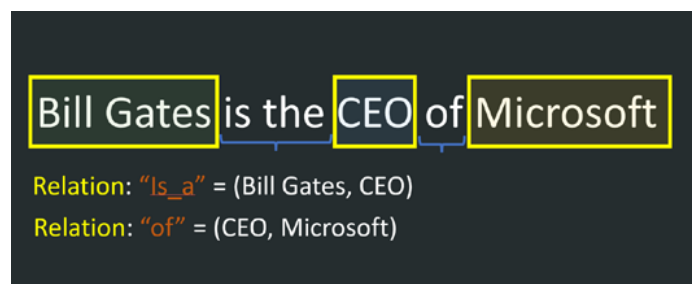 Bill Gates is the CEO of Microsoft
Relation: “Is_a” = (Bill Gates, CEO)
Relation: “of” = (CEO, Microsoft)